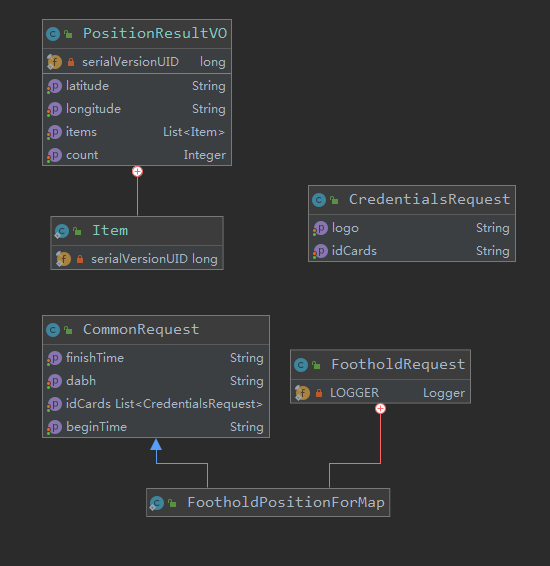 PositionResultVO
serialVersionUID long
latitude String
longitude String
items List<Item>
count Integer
Item
serialVersionUID long
CredentialsRequest
logo String
idCards String
CommonRequest
finishTime String
dabh String
idCards List<CredentialsRequest>
beginTime String
FootholdRequest
LOGGER Logger
FootholdPositionForMap